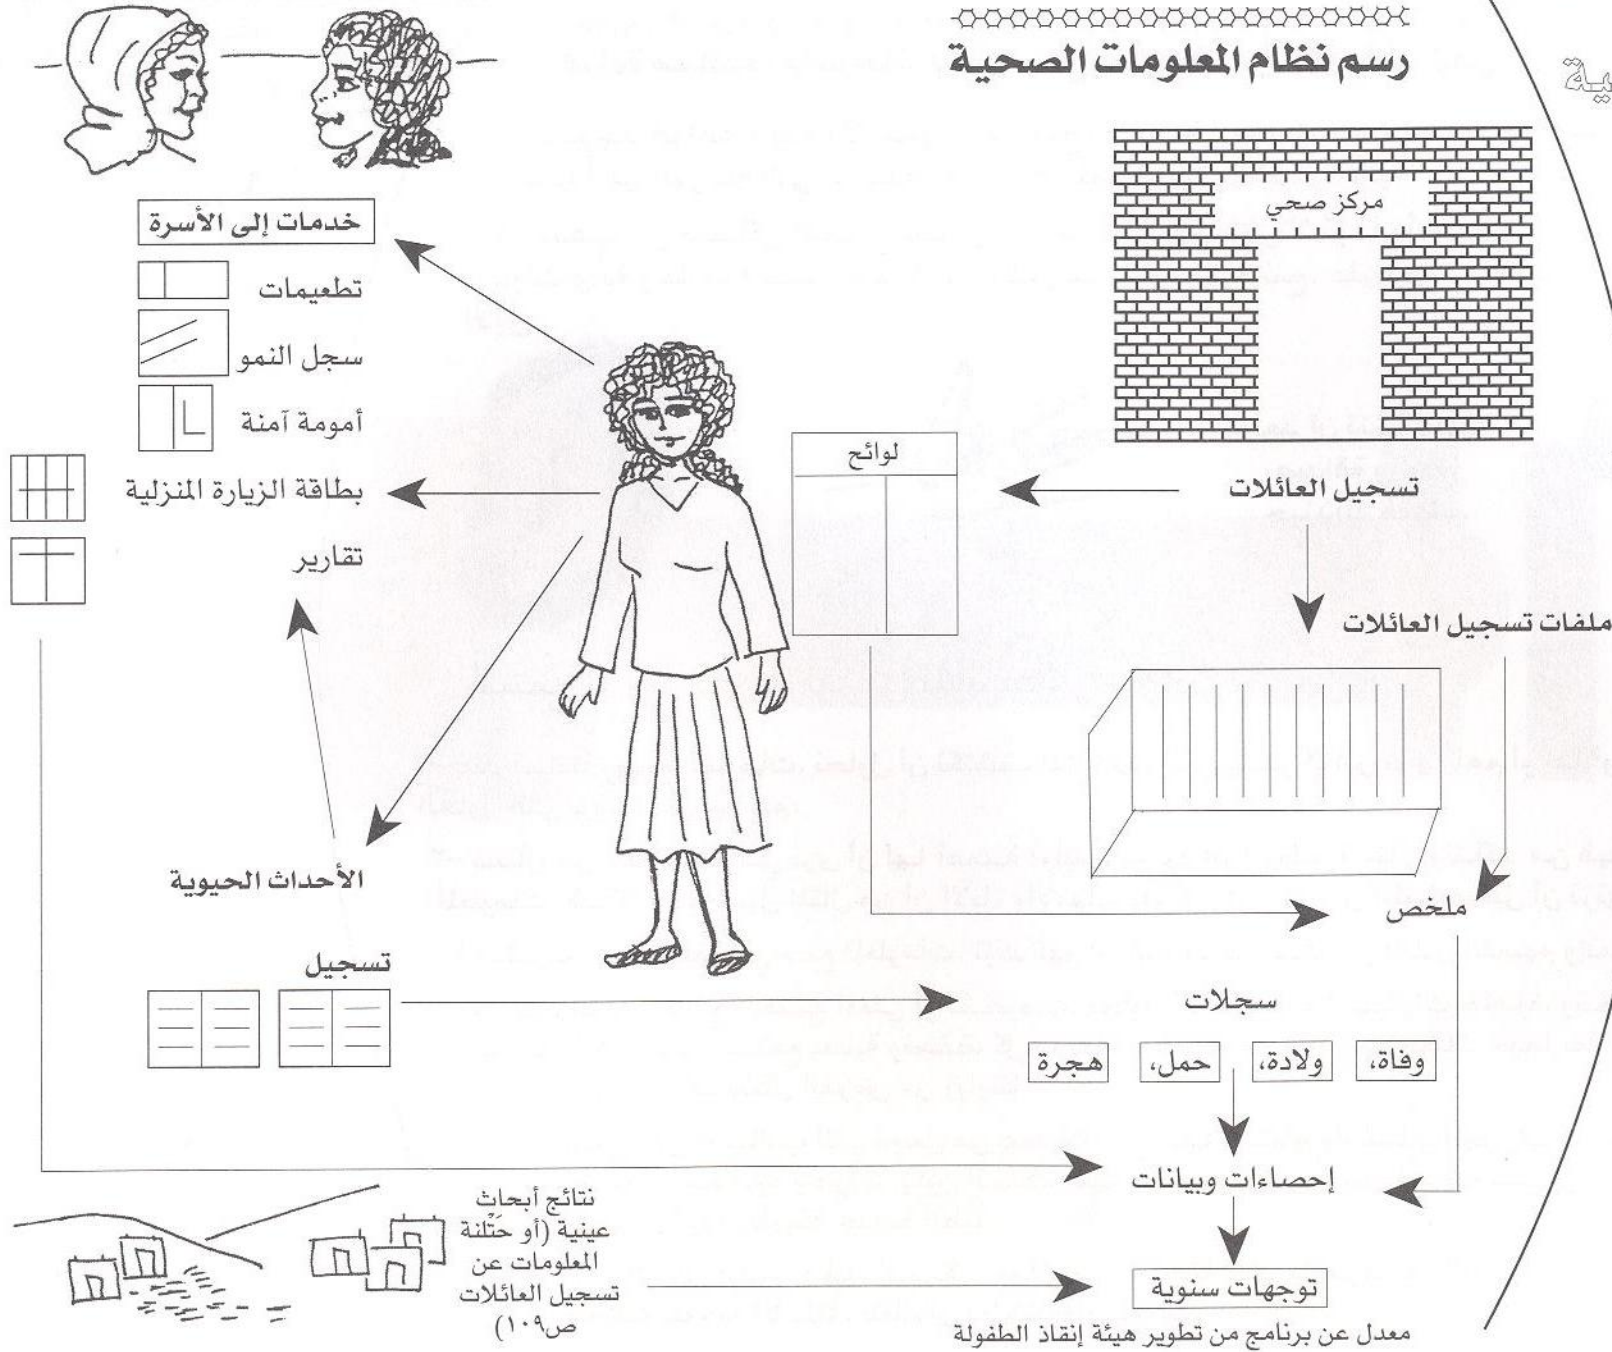 رسم نظام المعلومات الصحية
مركز صحي
خدمات إلى الأسرة
تطعيمات
سجل النمو
أمومة آمنة
بطاقة الزيارة المنزلية
تقارير
لوائح
تسجيل العائلات
ملفات تسجيل العائلات
ملخص
الأحداث الحيوية
تسجيل
سجلات
وفاة،
ولادة،
حمل،
هجرة
إحصاءات وبيانات
نتائج أبحاث
عينية (أو حَتْلنة
المعلومات عن
تسجيل العائلات
ص١٠٩)
توجهات سنوية
معدل عن برنامج من تطوير هيئة إنقاذ الطفولة